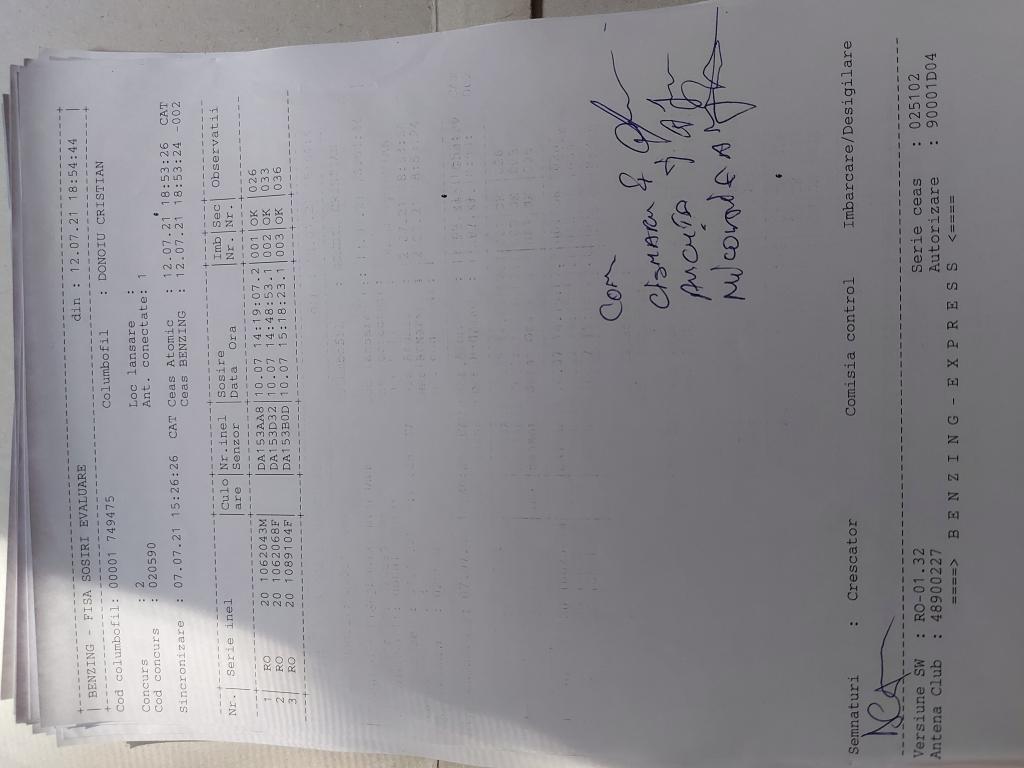 BENZING - FISA SOSIRI EVALUARE din : 12.07.21 18:54:44
Cod columbofil: 00001 749475 Columbofil : DONOIU CRISTIAN
Concurs : 2 Loc lansare :
Cod concurs : 020590 Ant. conectate: 1
Sincronizare : 07.07.21 15:26:26 CAT Ceas Atomic : 12.07.21 18:53:26 CAT
Ceas BENZING : 12.07.21 18:53:24 -002
Nr. | Serie inel | Culo | Nr.inel | Sosire | Imb | Sec | Observatii
are | Senzor | Data Ora | Nr. | Nr. |
1 | RO 20 1062043M | | DA153AA8 | 10.07 14:19:07.2 | 001 | OK | 026
2 | RO 20 1062068F | | DA153D32 | 10.07 14:48:53.1 | 002 | OK | 033
3 | RO 20 1089104F | | DA153B0D | 10.07 15:18:23.1 | 003 | OK | 036
Com
Semnaturi : Crescator Comisia control Imbarcare/Desigilare
Versiune SW : RO-01.32 Serie ceas : 025102
Antena Club : 48900227 Autorizare : 90001D04
====> B E N Z I N G - E X P R E S S <====